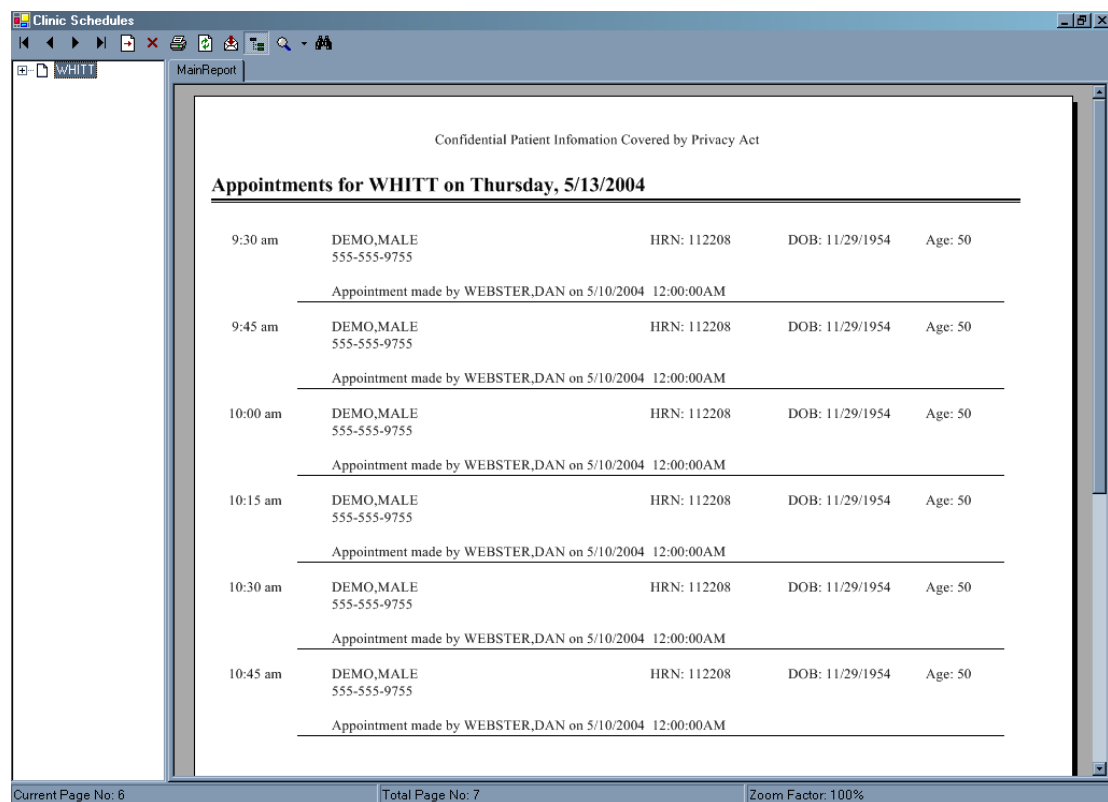 Clinic Schedules
WHITT
MainReport
Confidential Patient Infomation Covered by Privacy Act
Appointments for WHITT on Thursday, 5/13/2004
9:30 am DEMO,MALE HRN: 112208 DOB: 11/29/1954 Age: 50
555-555-9755
Appointment made by WEBSTER,DAN on 5/10/2004 12:00:00AM
9:45 am DEMO,MALE HRN: 112208 DOB: 11/29/1954 Age: 50
555-555-9755
Appointment made by WEBSTER,DAN on 5/10/2004 12:00:00AM
10:00 am DEMO,MALE HRN: 112208 DOB: 11/29/1954 Age: 50
555-555-9755
Appointment made by WEBSTER,DAN on 5/10/2004 12:00:00AM
10:15 am DEMO,MALE HRN: 112208 DOB: 11/29/1954 Age: 50
555-555-9755
Appointment made by WEBSTER,DAN on 5/10/2004 12:00:00AM
10:30 am DEMO,MALE HRN: 112208 DOB: 11/29/1954 Age: 50
555-555-9755
Appointment made by WEBSTER,DAN on 5/10/2004 12:00:00AM
10:45 am DEMO,MALE HRN: 112208 DOB: 11/29/1954 Age: 50
555-555-9755
Appointment made by WEBSTER,DAN on 5/10/2004 12:00:00AM
Current Page No: 6 Total Page No: 7 Zoom Factor: 100%